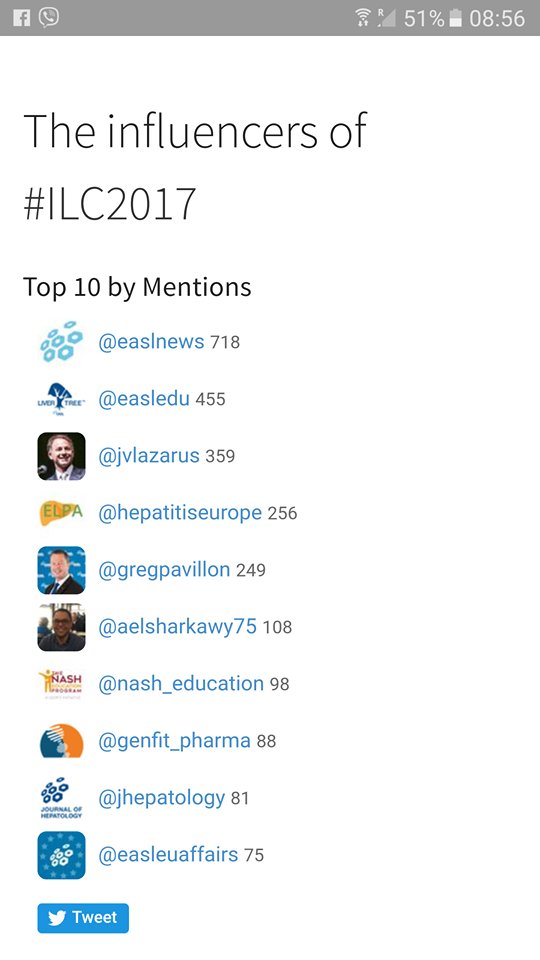 51% 08:56
The influencers of
#ILC2017
Top 10 by Mentions
@easlnews 718
LIVER TREE
@easledu 455
@jvlazarus 359
ELPA
@hepatitiseurope 256
@gregpavillon 249
@aelsharkawy75 108
THE
NASH
EDUCATION
PROGRAM
@nash_education 98
@genfit_pharma 88
@jhepatology 81
JOURNAL OF
HEPATOLOGY
@easleuaffairs 75
Tweet